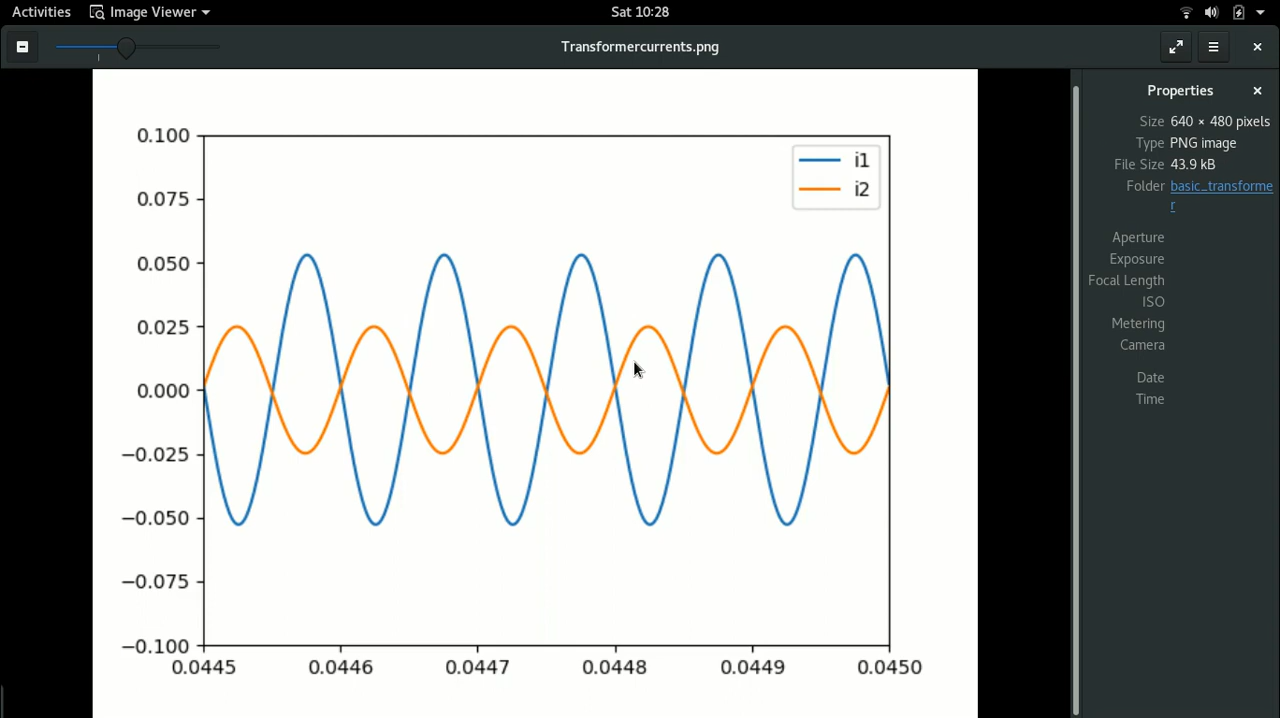 Activities Image Viewer Sat 10:28
Transformercurrents.png
Properties
Size 640 × 480 pixels
Type PNG image
File Size 43.9 kB
Folder basic_transforme
r
Aperture
Exposure
Focal Length
ISO
Metering
Camera
Date
Time
i1
i2
0.100
0.075
0.050
0.025
0.000
−0.025
−0.050
−0.075
−0.100
0.0445 0.0446 0.0447 0.0448 0.0449 0.0450